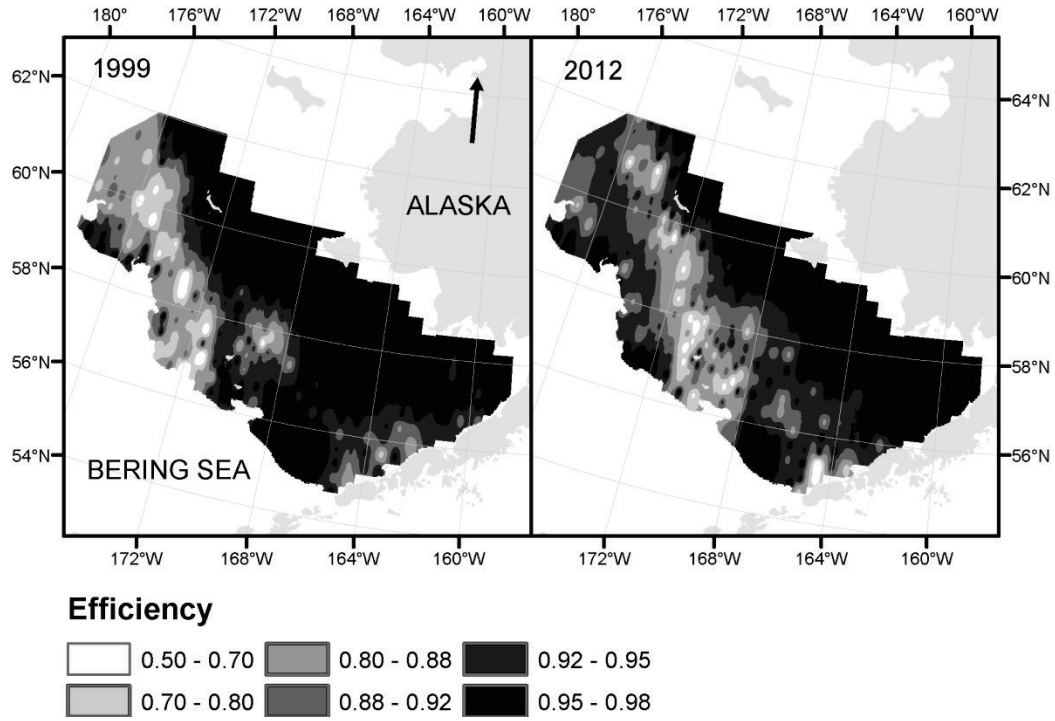 180° 176°W 172°W 168°W 164°W 160°W 180° 176°W 172°W 168°W 164°W 160°W
1999
2012
62°N
60°N
58°N
56°N
54°N
64°N
62°N
60°N
58°N
56°N
ALASKA
BERING SEA
172°W 168°W 164°W 160°W 172°W 168°W 164°W 160°W
Efficiency
0.50 - 0.70 0.80 - 0.88 0.92 - 0.95
0.70 - 0.80 0.88 - 0.92 0.95 - 0.98